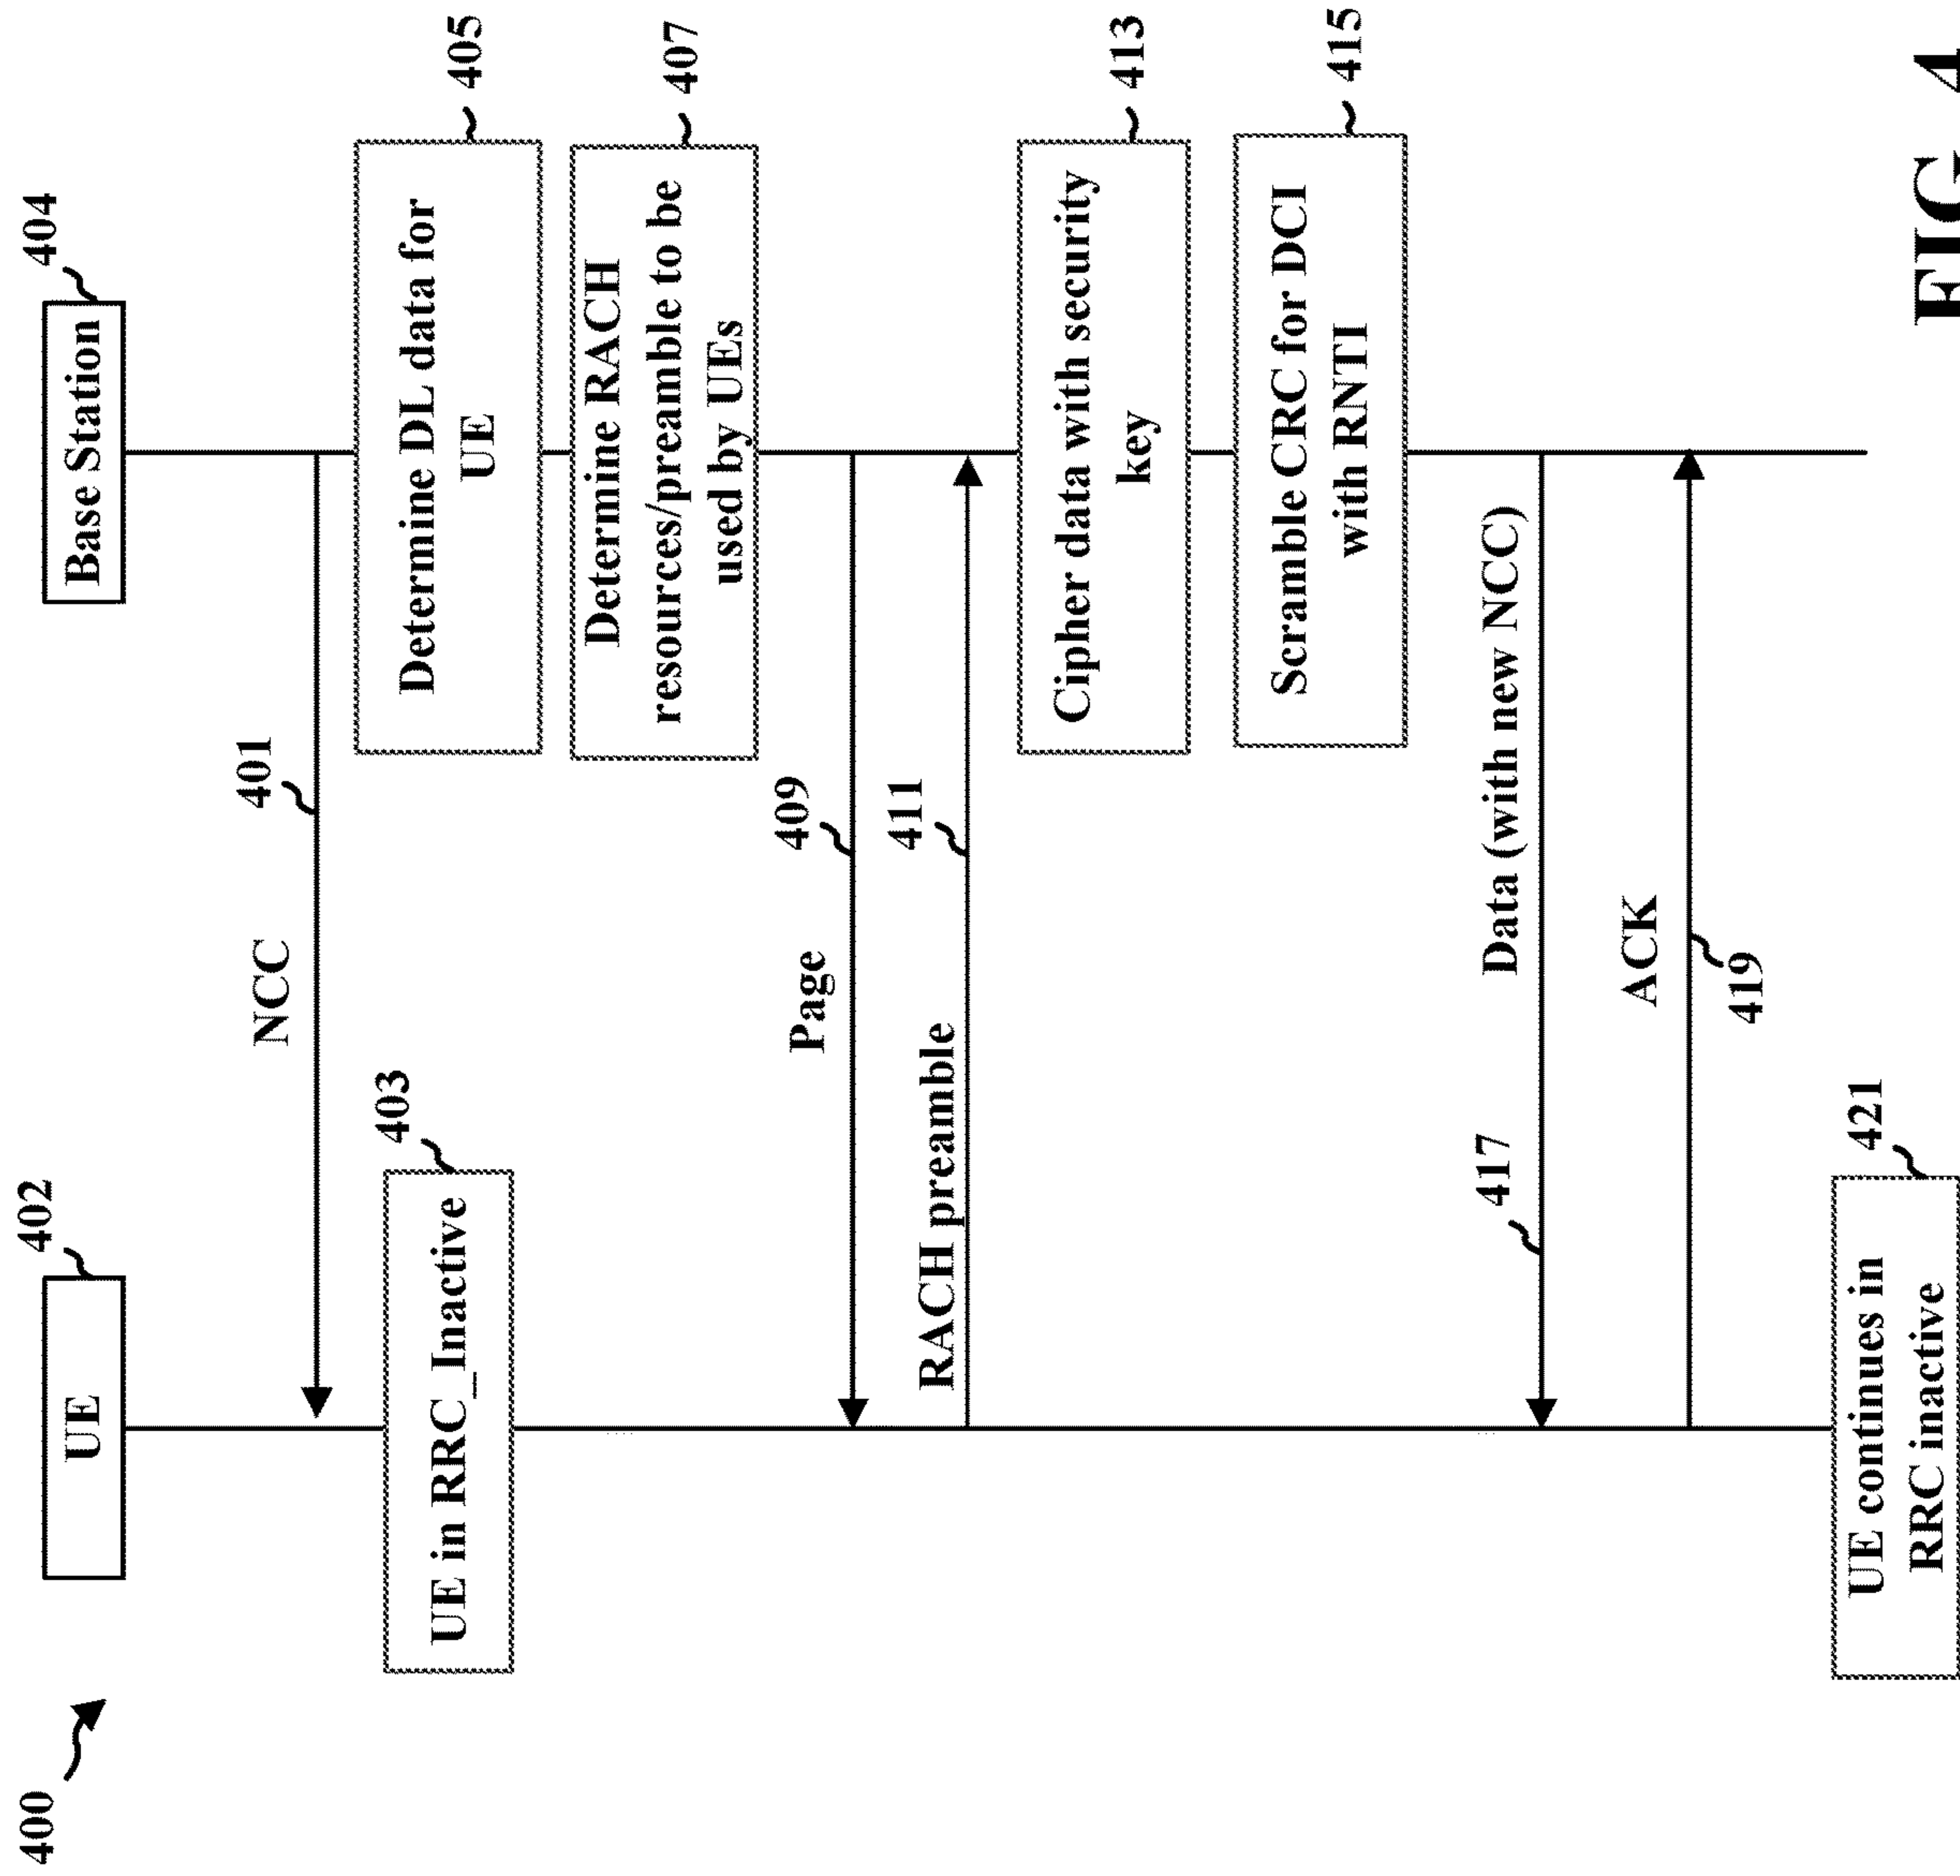 400
402
UE
404
Base Station
NCC
401
403
UE in RRC_Inactive
405
Determine DL data for
UE
407
Determine RACH
resources/preamble to be
used by UEs
Page
409
RACH preamble
411
413
Cipher data with security
key
415
Scramble CRC for DCI
with RNTI
417
Data (with new NCC)
ACK
419
421
UE continues in
RRC inactive
FIG. 4